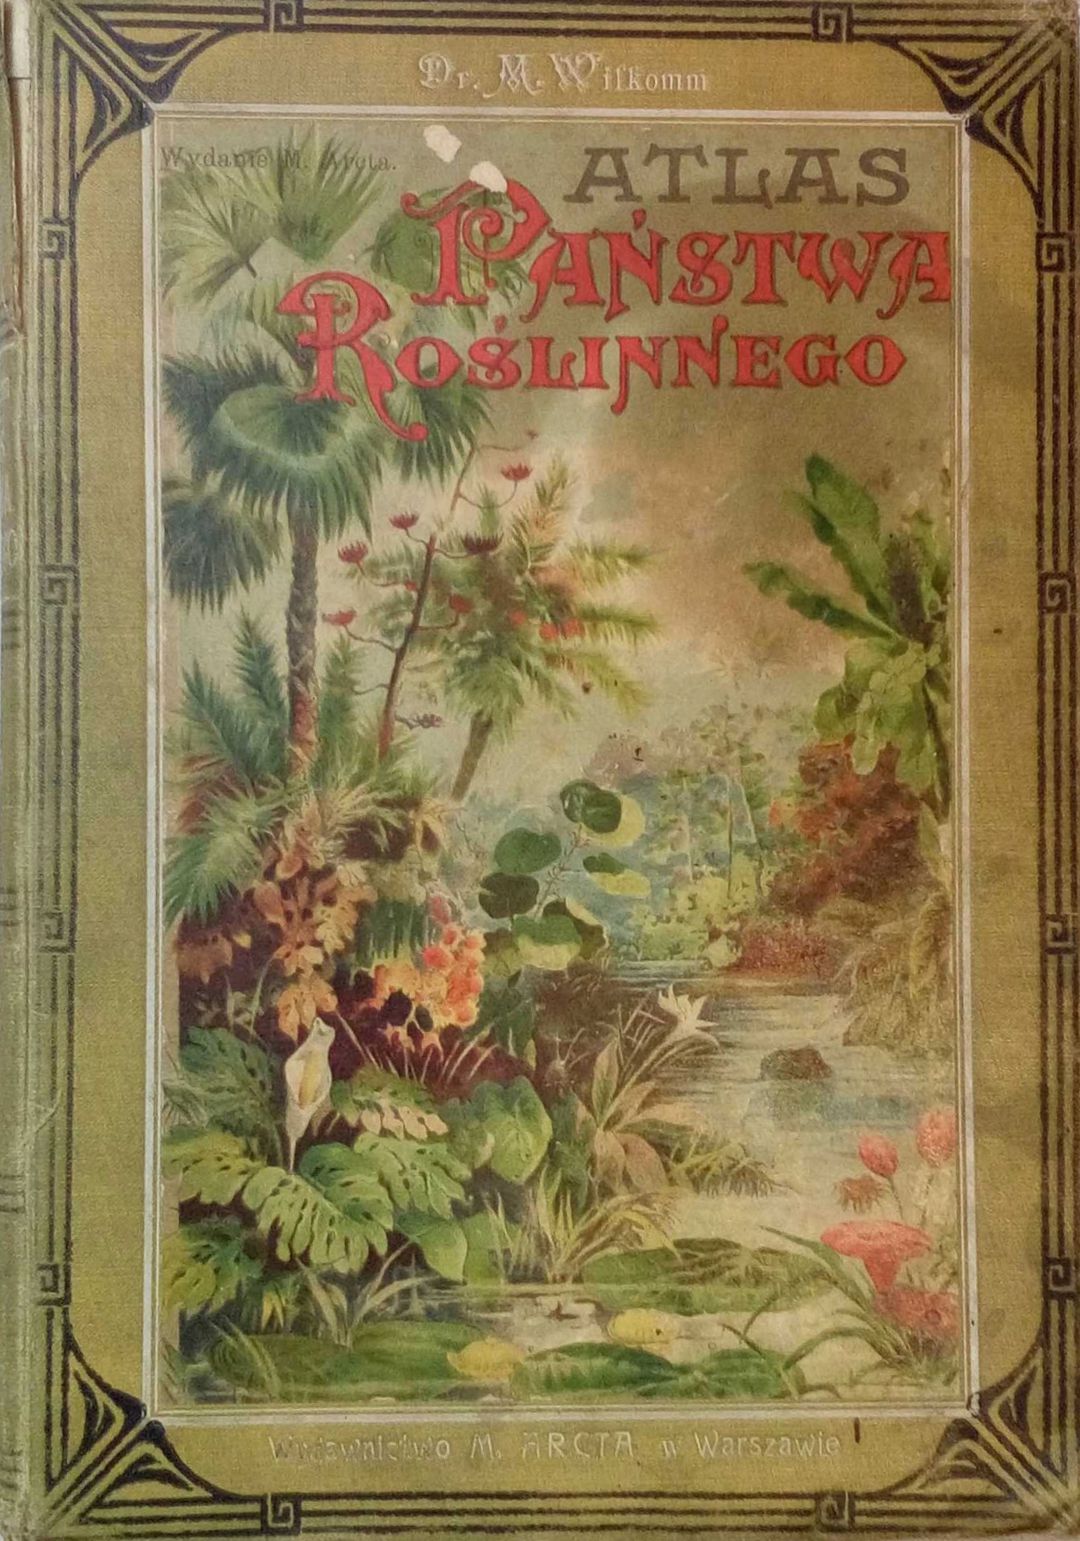 Dr. M. Wilkomm
Wydanie M. Arcta.
ATLAS
PAŃSTWA
ROŚLINNEGO
Wydawnictwo M. ARCTA w Warszawie